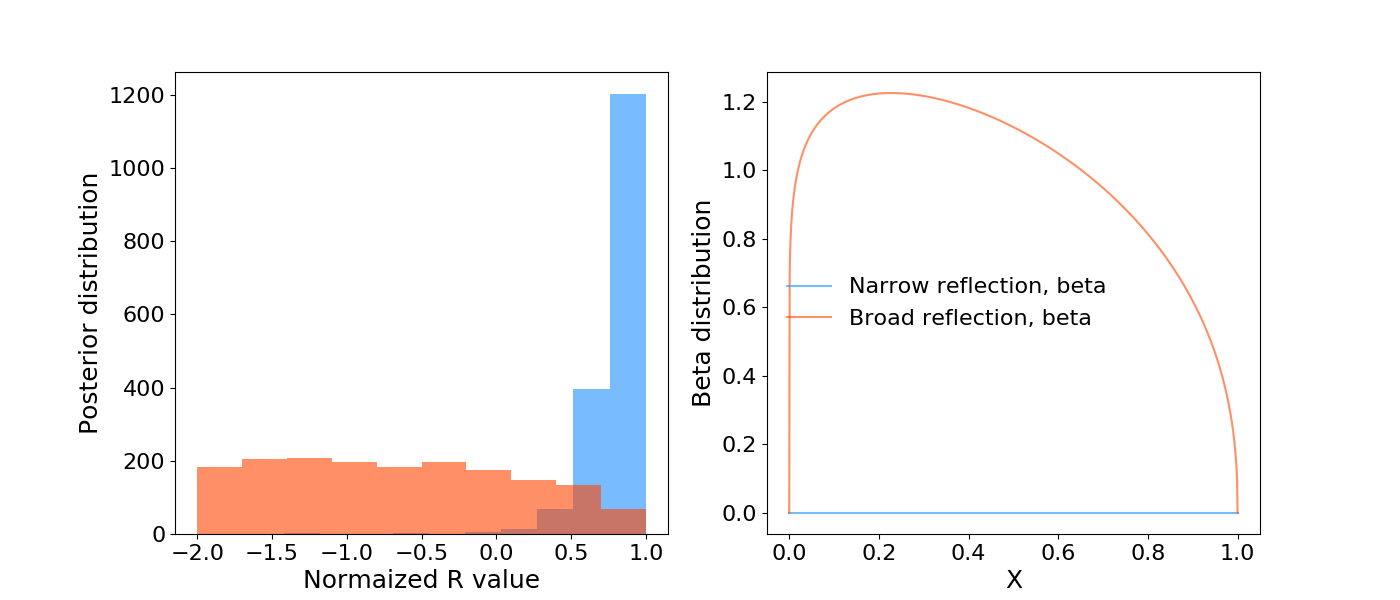 Posterior distribution
1200
1000
800
600
400
200
0
−2.0 −1.5 −1.0 −0.5 0.0 0.5 1.0
Normaized R value
Beta distribution
1.2
1.0
0.8
0.6
0.4
0.2
0.0
Narrow reflection, beta
Broad reflection, beta
0.0 0.2 0.4 0.6 0.8 1.0
X